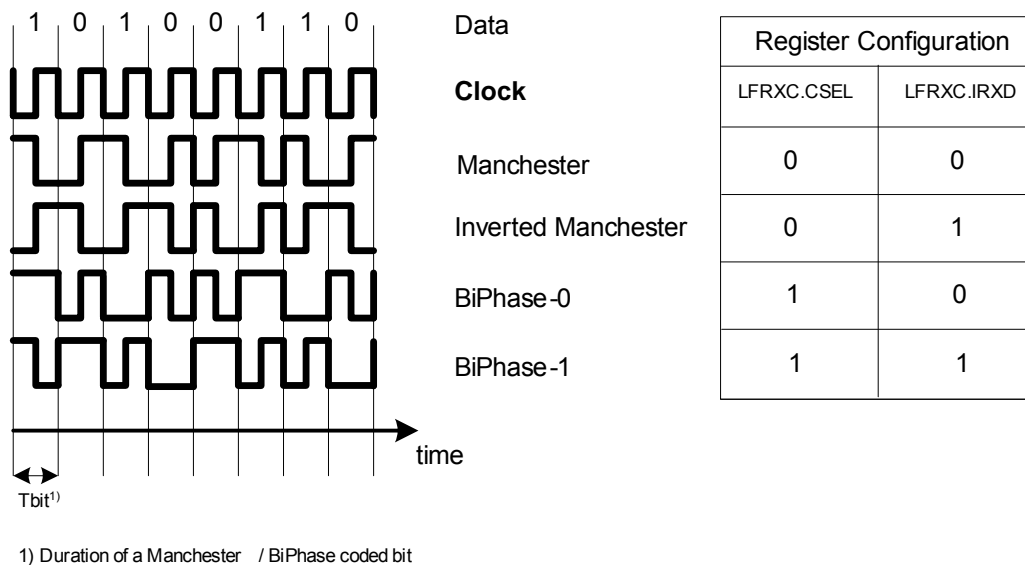 1 0 1 0 0 1 1 0 Data
Clock
Manchester
Inverted Manchester
BiPhase-0
BiPhase-1
time
Tbit1)
1) Duration of a Manchester / BiPhase coded bit
Register Configuration
LFRXC.CSEL LFRXC.IRXD
0 0
0 1
1 0
1 1